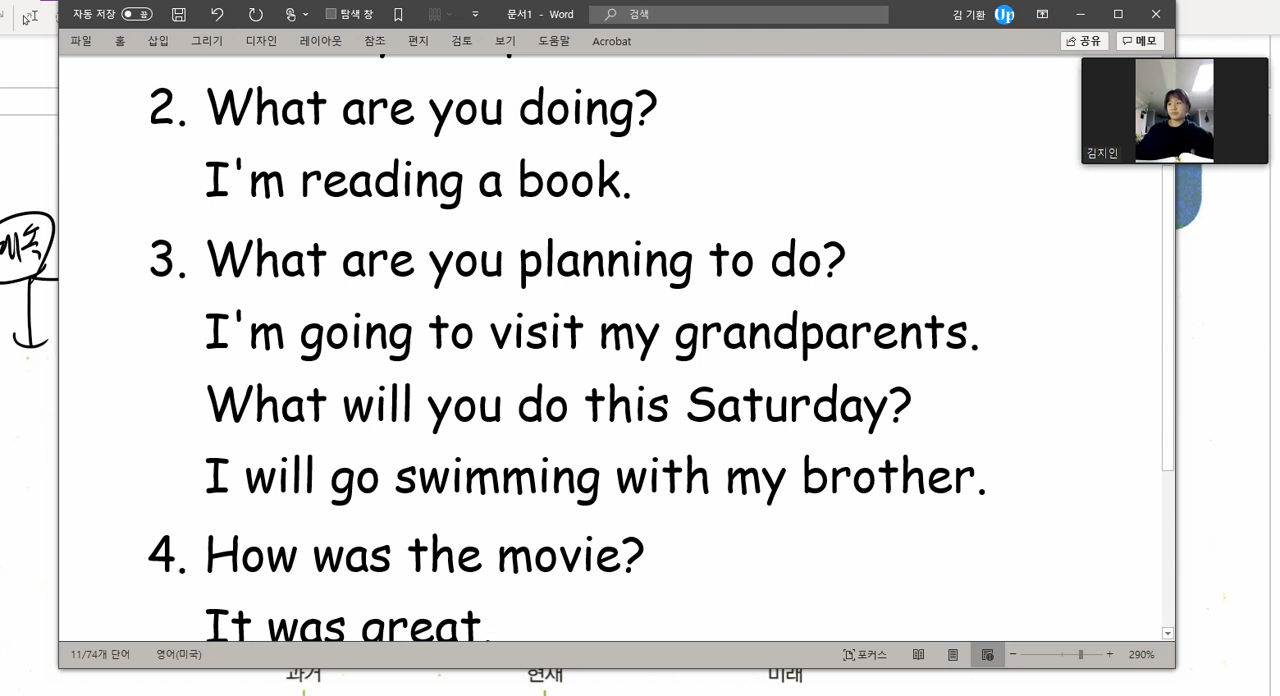 자동 저장 끔 탐색 창 문서1 - Word 검색 김 기환 Up
파일 홈 삽입 그리기 디자인 레이아웃 참조 편지 검토 보기 도움말 Acrobat 공유 메모
2. What are you doing?
I'm reading a book.
김지인
3. What are you planning to do?
I'm going to visit my grandparents.
What will you do this Saturday?
I will go swimming with my brother.
4. How was the movie?
It was great.
11/74개 단어 영어(미국) 포커스 290%
과거 현재 미래